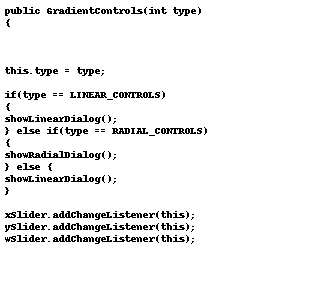 public GradientControls(int type)
{
this.type = type;
if(type == LINEAR_CONTROLS)
{
showLinearDialog();
} else if(type == RADIAL_CONTROLS)
{
showRadialDialog();
} else {
showLinearDialog();
}
xSlider.addChangeListener(this);
ySlider.addChangeListener(this);
wSlider.addChangeListener(this);